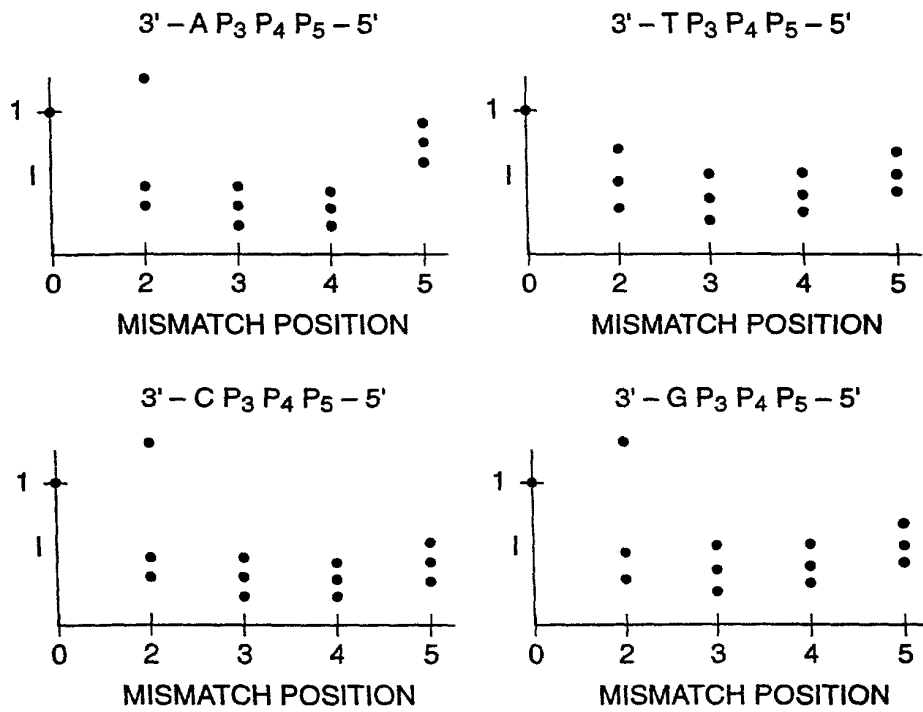 3' – A P3 P4 P5 – 5'
1
I
0 2 3 4 5
MISMATCH POSITION
3' – T P3 P4 P5 – 5'
1
I
0 2 3 4 5
MISMATCH POSITION
3' – C P3 P4 P5 – 5'
1
I
0 2 3 4 5
MISMATCH POSITION
3' – G P3 P4 P5 – 5'
1
I
0 2 3 4 5
MISMATCH POSITION